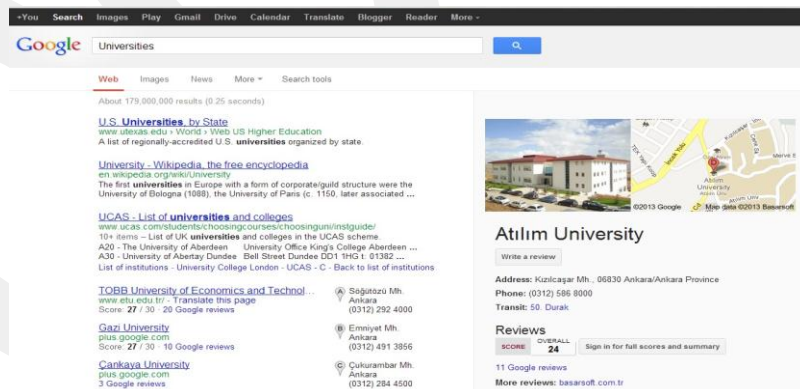 +You Search Images Play Gmail Drive Calendar Translate Blogger Reader More
Google Universities
Web Images News More Search tools
About 179,000,000 results (0.25 seconds)
U.S. Universities, by State
www.utexas.edu › World › Web US Higher Education
A list of regionally-accredited U.S. universities organized by state.
University - Wikipedia, the free encyclopedia
en.wikipedia.org/wiki/University
The first universities in Europe with a form of corporate/guild structure were the
University of Bologna (1088), the University of Paris (c. 1150, later associated ...
UCAS - List of universities and colleges
www.ucas.com/students/choosingcourses/choosinguni/instguide/
10+ items – List of UK universities and colleges in the UCAS scheme.
A20 - The University of Aberdeen University Office King's College Aberdeen ...
A30 - University of Abertay Dundee Bell Street Dundee DD1 1HG t: 01382 ...
List of institutions - University College London - UCAS - C - Back to list of institutions
TOBB University of Economics and Technol...
www.etu.edu.tr/ - Translate this page
Score: 27 / 30 · 20 Google reviews
A Söğütözü Mh.
Ankara
(0312) 292 4000
Gazi University
plus.google.com
Score: 27 / 30 · 10 Google reviews
B Emniyet Mh.
Ankara
(0312) 491 3856
Çankaya University
plus.google.com
3 Google reviews
C Çukurambar Mh.
Ankara
(0312) 284 4500
Atılım
University
©2013 Google Map data ©2013 Basarsoft
Atılım University
Write a review
Address: Kızılcaşar Mh., 06830 Ankara/Ankara Province
Phone: (0312) 586 8000
Transit: 50. Durak
Reviews
SCORE OVERALL 24 Sign in for full scores and summary
11 Google reviews
More reviews: basarsoft.com.tr